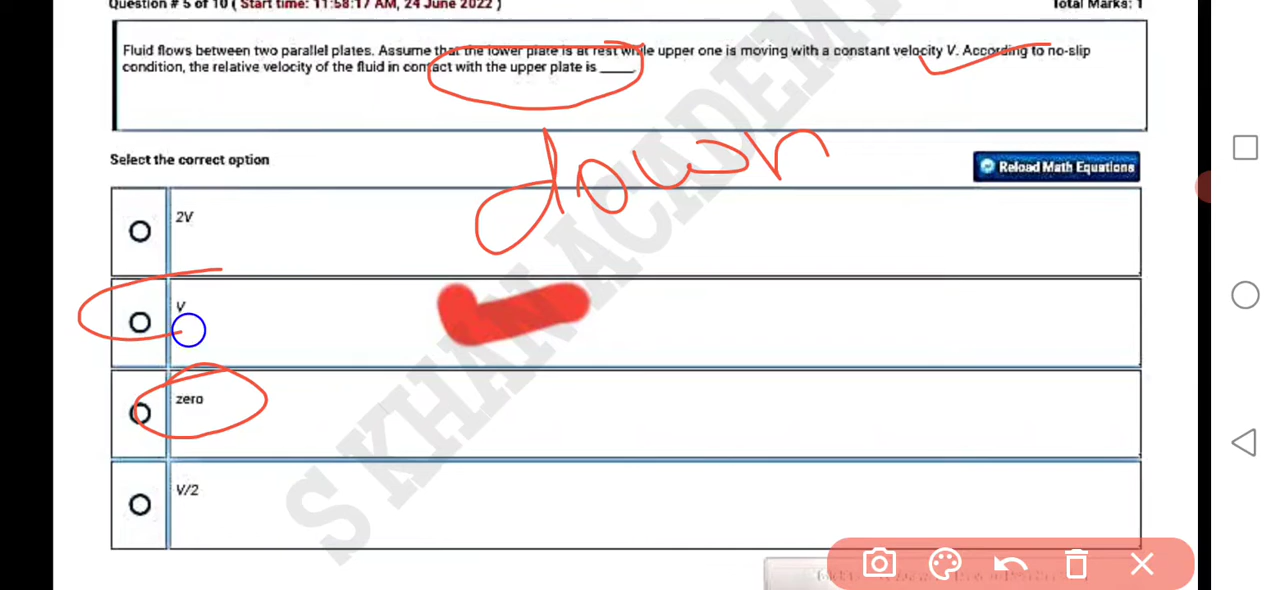 Question # 5 of 10 ( Start time: 11:58:17 AM, 24 June 2022 )
Total Marks: 1
Fluid flows between two parallel plates. Assume that the lower plate is at rest while upper one is moving with a constant velocity V. According to no-slip
condition, the relative velocity of the fluid in contact with the upper plate is _____.
down
Select the correct option
Reload Math Equations
2V
V
zero
V/2
S KHAN ACADEM